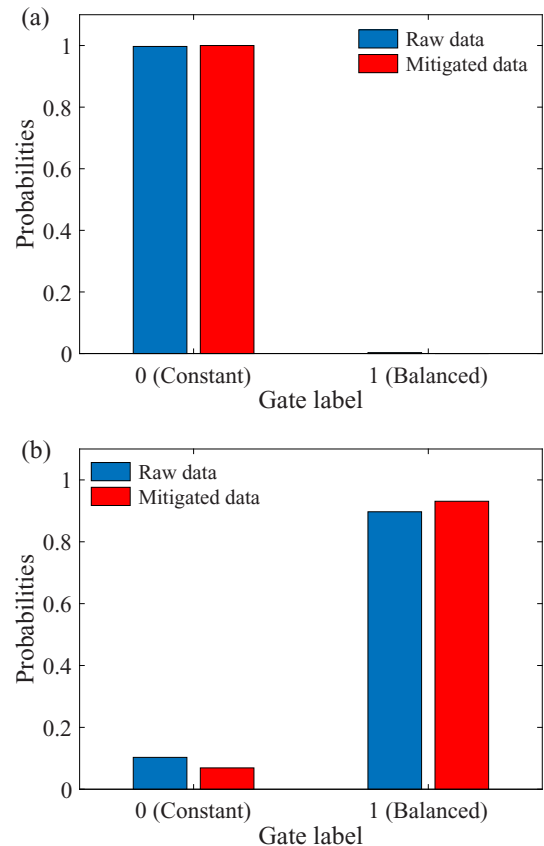 (a)
1
0.8
0.6
0.4
0.2
0
Probabilities
Raw data
Mitigated data
0 (Constant)
1 (Balanced)
Gate label
(b)
1
0.8
0.6
0.4
0.2
0
Probabilities
Raw data
Mitigated data
0 (Constant)
1 (Balanced)
Gate label